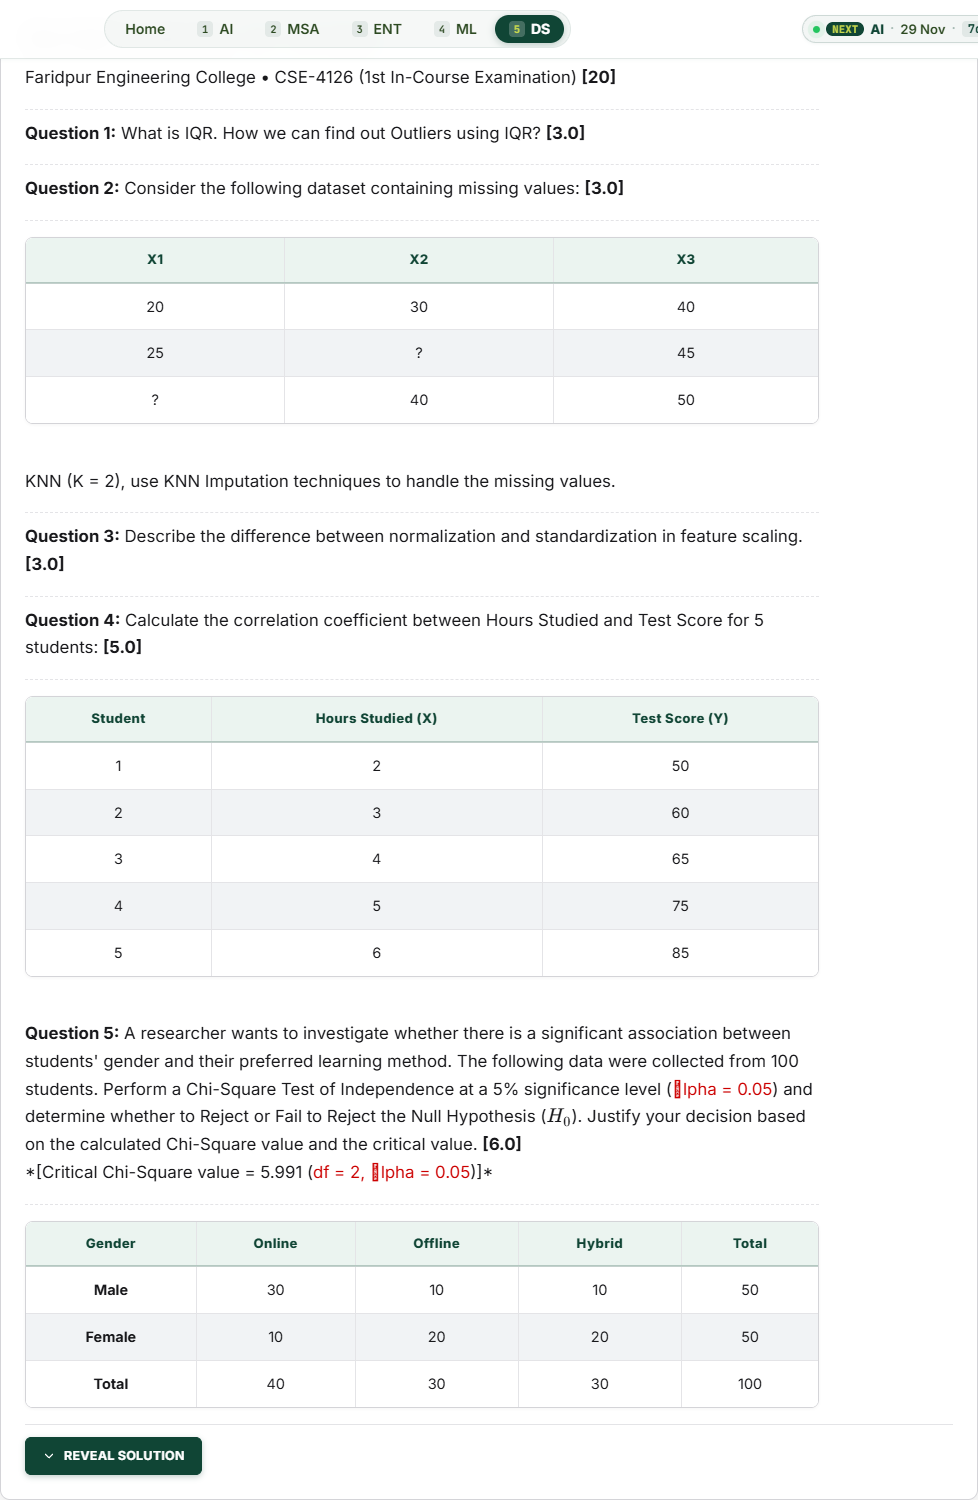 Home 1 AI 2 MSA 3 ENT 4 ML 5 DS NEXT AI · 29 Nov ·
Faridpur Engineering College • CSE-4126 (1st In-Course Examination) [20]
Question 1: What is IQR. How we can find out Outliers using IQR? [3.0]
Question 2: Consider the following dataset containing missing values: [3.0]
X1 X2 X3
20 30 40
25 ? 45
? 40 50
KNN (K = 2), use KNN Imputation techniques to handle the missing values.
Question 3: Describe the difference between normalization and standardization in feature scaling.
[3.0]
Question 4: Calculate the correlation coefficient between Hours Studied and Test Score for 5
students: [5.0]
Student Hours Studied (X) Test Score (Y)
1 2 50
2 3 60
3 4 65
4 5 75
5 6 85
Question 5: A researcher wants to investigate whether there is a significant association between
students' gender and their preferred learning method. The following data were collected from 100
students. Perform a Chi-Square Test of Independence at a 5% significance level (lpha = 0.05) and
determine whether to Reject or Fail to Reject the Null Hypothesis (H₀). Justify your decision based
on the calculated Chi-Square value and the critical value. [6.0]
*[Critical Chi-Square value = 5.991 (df = 2, lpha = 0.05)]*
Gender Online Offline Hybrid Total
Male 30 10 10 50
Female 10 20 20 50
Total 40 30 30 100
REVEAL SOLUTION